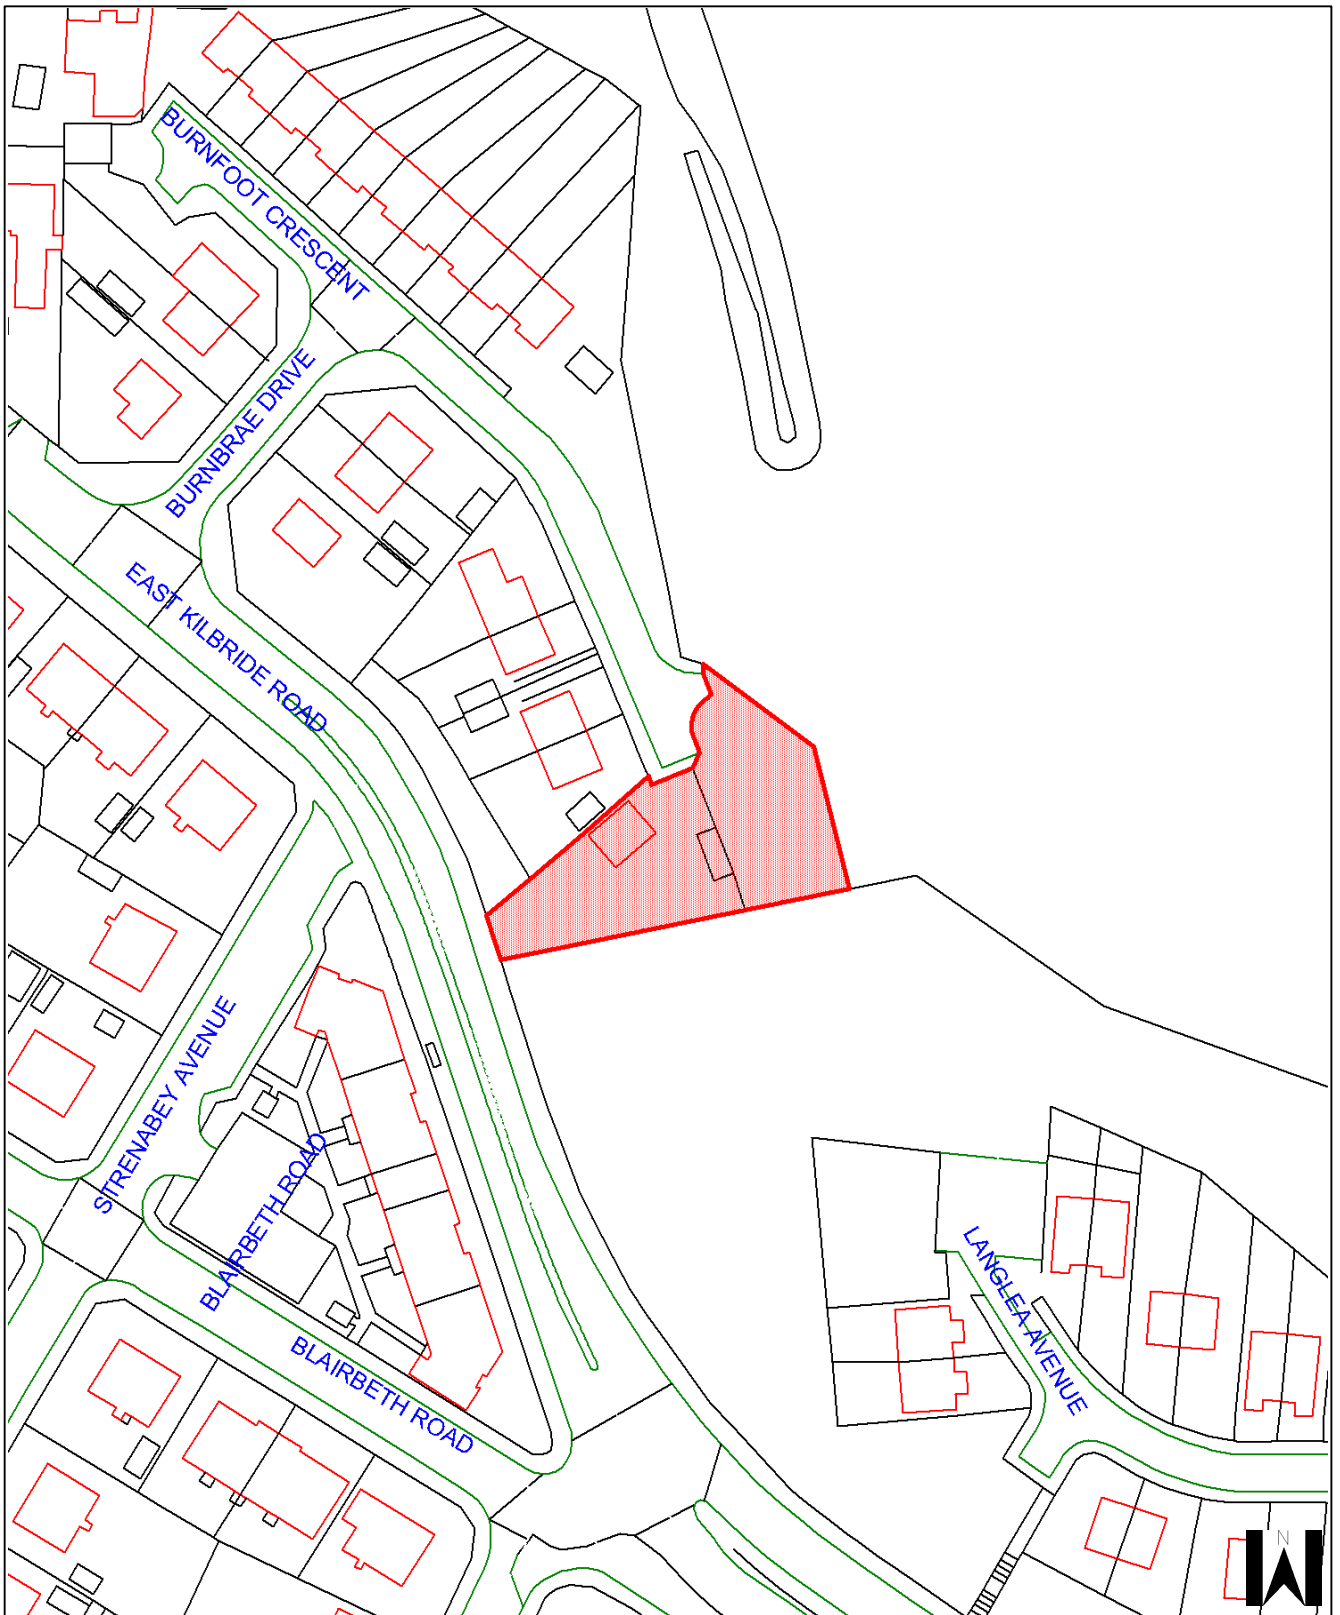 BURNFOOT CRESCENT
BURNBRAE DRIVE
EAST KILBRIDE ROAD
STRENABEY AVENUE
BLAIRBETH ROAD
BLAIRBETH ROAD
LANGLEA AVENUE
N